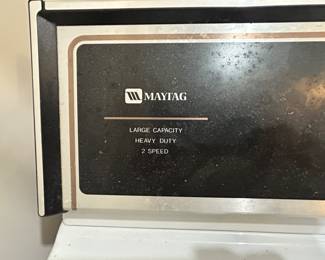 MAYTAG
LARGE CAPACITY
HEAVY DUTY
2 SPEED